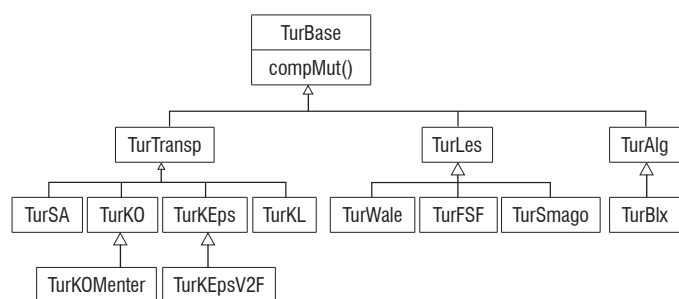 TurBase
compMut()
TurTransp
TurLes
TurAlg
TurSA
TurKO
TurKEps
TurKL
TurWale
TurFSF
TurSmago
TurBlx
TurKOMenter
TurKEpsV2F